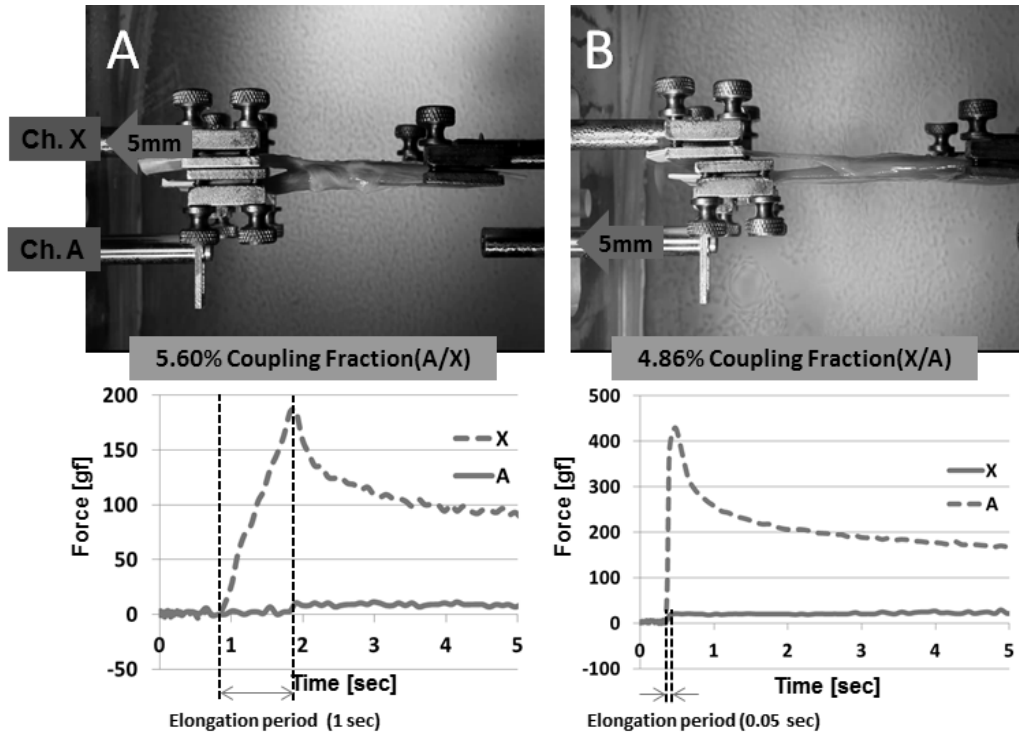 A
B
Ch. X
5mm
Ch. A
5mm
5.60% Coupling Fraction(A/X)
4.86% Coupling Fraction(X/A)
200
150
100
50
0
-50
Force [gf]
X
A
0
1
2
3
4
5
Time [sec]
Elongation period (1 sec)
500
400
300
200
100
0
-100
Force [gf]
X
A
0
1
2
3
4
5
Time [sec]
Elongation period (0.05 sec)